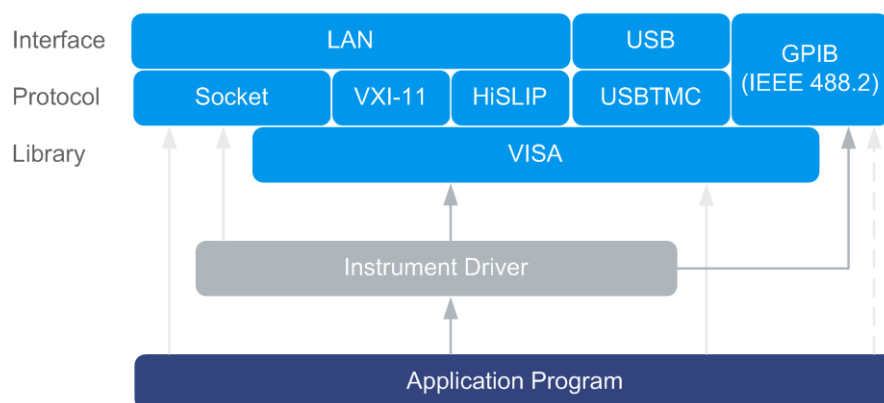 Interface
LAN
USB
GPIB
(IEEE 488.2)
Protocol
Socket
VXI-11
HiSLIP
USBTMC
Library
VISA
Instrument Driver
Application Program